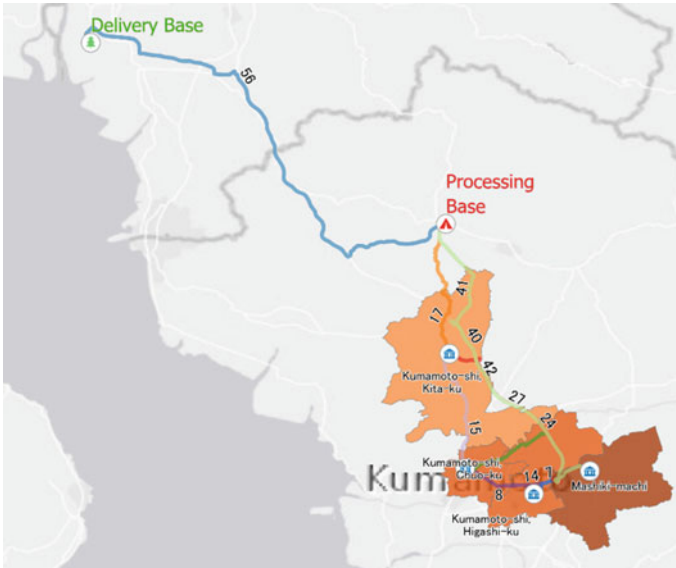 Delivery Base
56
Processing
Base
41
17
40
Kumamoto-shi,
Kita-ku
42
27
15
24
Kumamoto-shi,
Chuo-ku
14
7
8
Mashiki-machi
Kumamoto-shi,
Higashi-ku